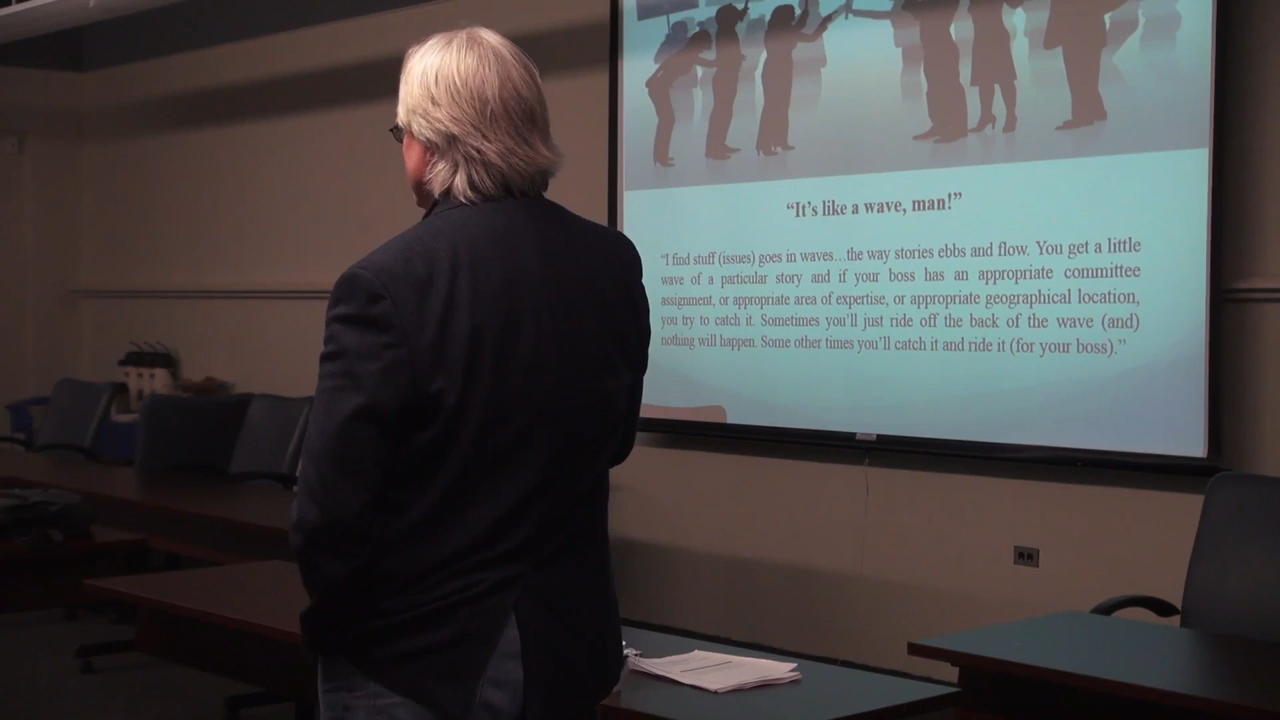 “It’s like a wave, man!”
“I find stuff (issues) goes in waves…the way stories ebbs and flow. You get a little
wave of a particular story and if your boss has an appropriate committee
assignment, or appropriate area of expertise, or appropriate geographical location,
you try to catch it. Sometimes you’ll just ride off the back of the wave (and)
nothing will happen. Some other times you’ll catch it and ride it (for your boss).”